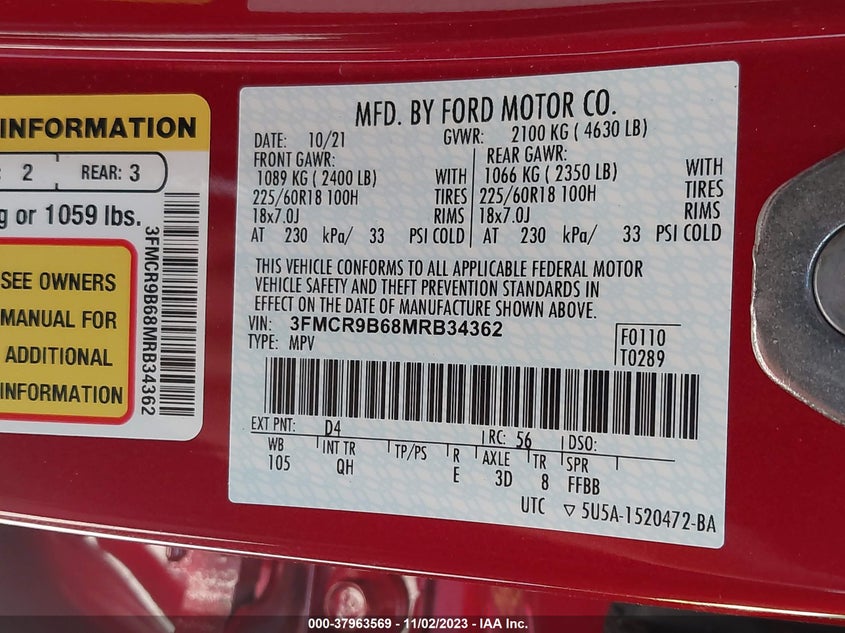 INFORMATION
2 REAR: 3
g or 1059 lbs.
SEE OWNERS
MANUAL FOR
ADDITIONAL
INFORMATION
3FMCR9B68MRB34362
MFD. BY FORD MOTOR CO.
DATE: 10/21 GVWR: 2100 KG ( 4630 LB)
FRONT GAWR: REAR GAWR:
1089 KG ( 2400 LB) WITH 1066 KG ( 2350 LB) WITH
225/60R18 100H TIRES 225/60R18 100H TIRES
18x7.0J RIMS 18x7.0J RIMS
AT 230 kPa/ 33 PSI COLD AT 230 kPa/ 33 PSI COLD
THIS VEHICLE CONFORMS TO ALL APPLICABLE FEDERAL MOTOR
VEHICLE SAFETY AND THEFT PREVENTION STANDARDS IN
EFFECT ON THE DATE OF MANUFACTURE SHOWN ABOVE.
VIN: 3FMCR9B68MRB34362 F0110
TYPE: MPV T0289
EXT PNT: D4 RC: 56 DSO:
WB INT TR TP/PS R AXLE TR SPR
105 QH E 3D 8 FFBB
UTC ▽ 5U5A-1520472-BA
000-37963569 - 11/02/2023 - IAA Inc.